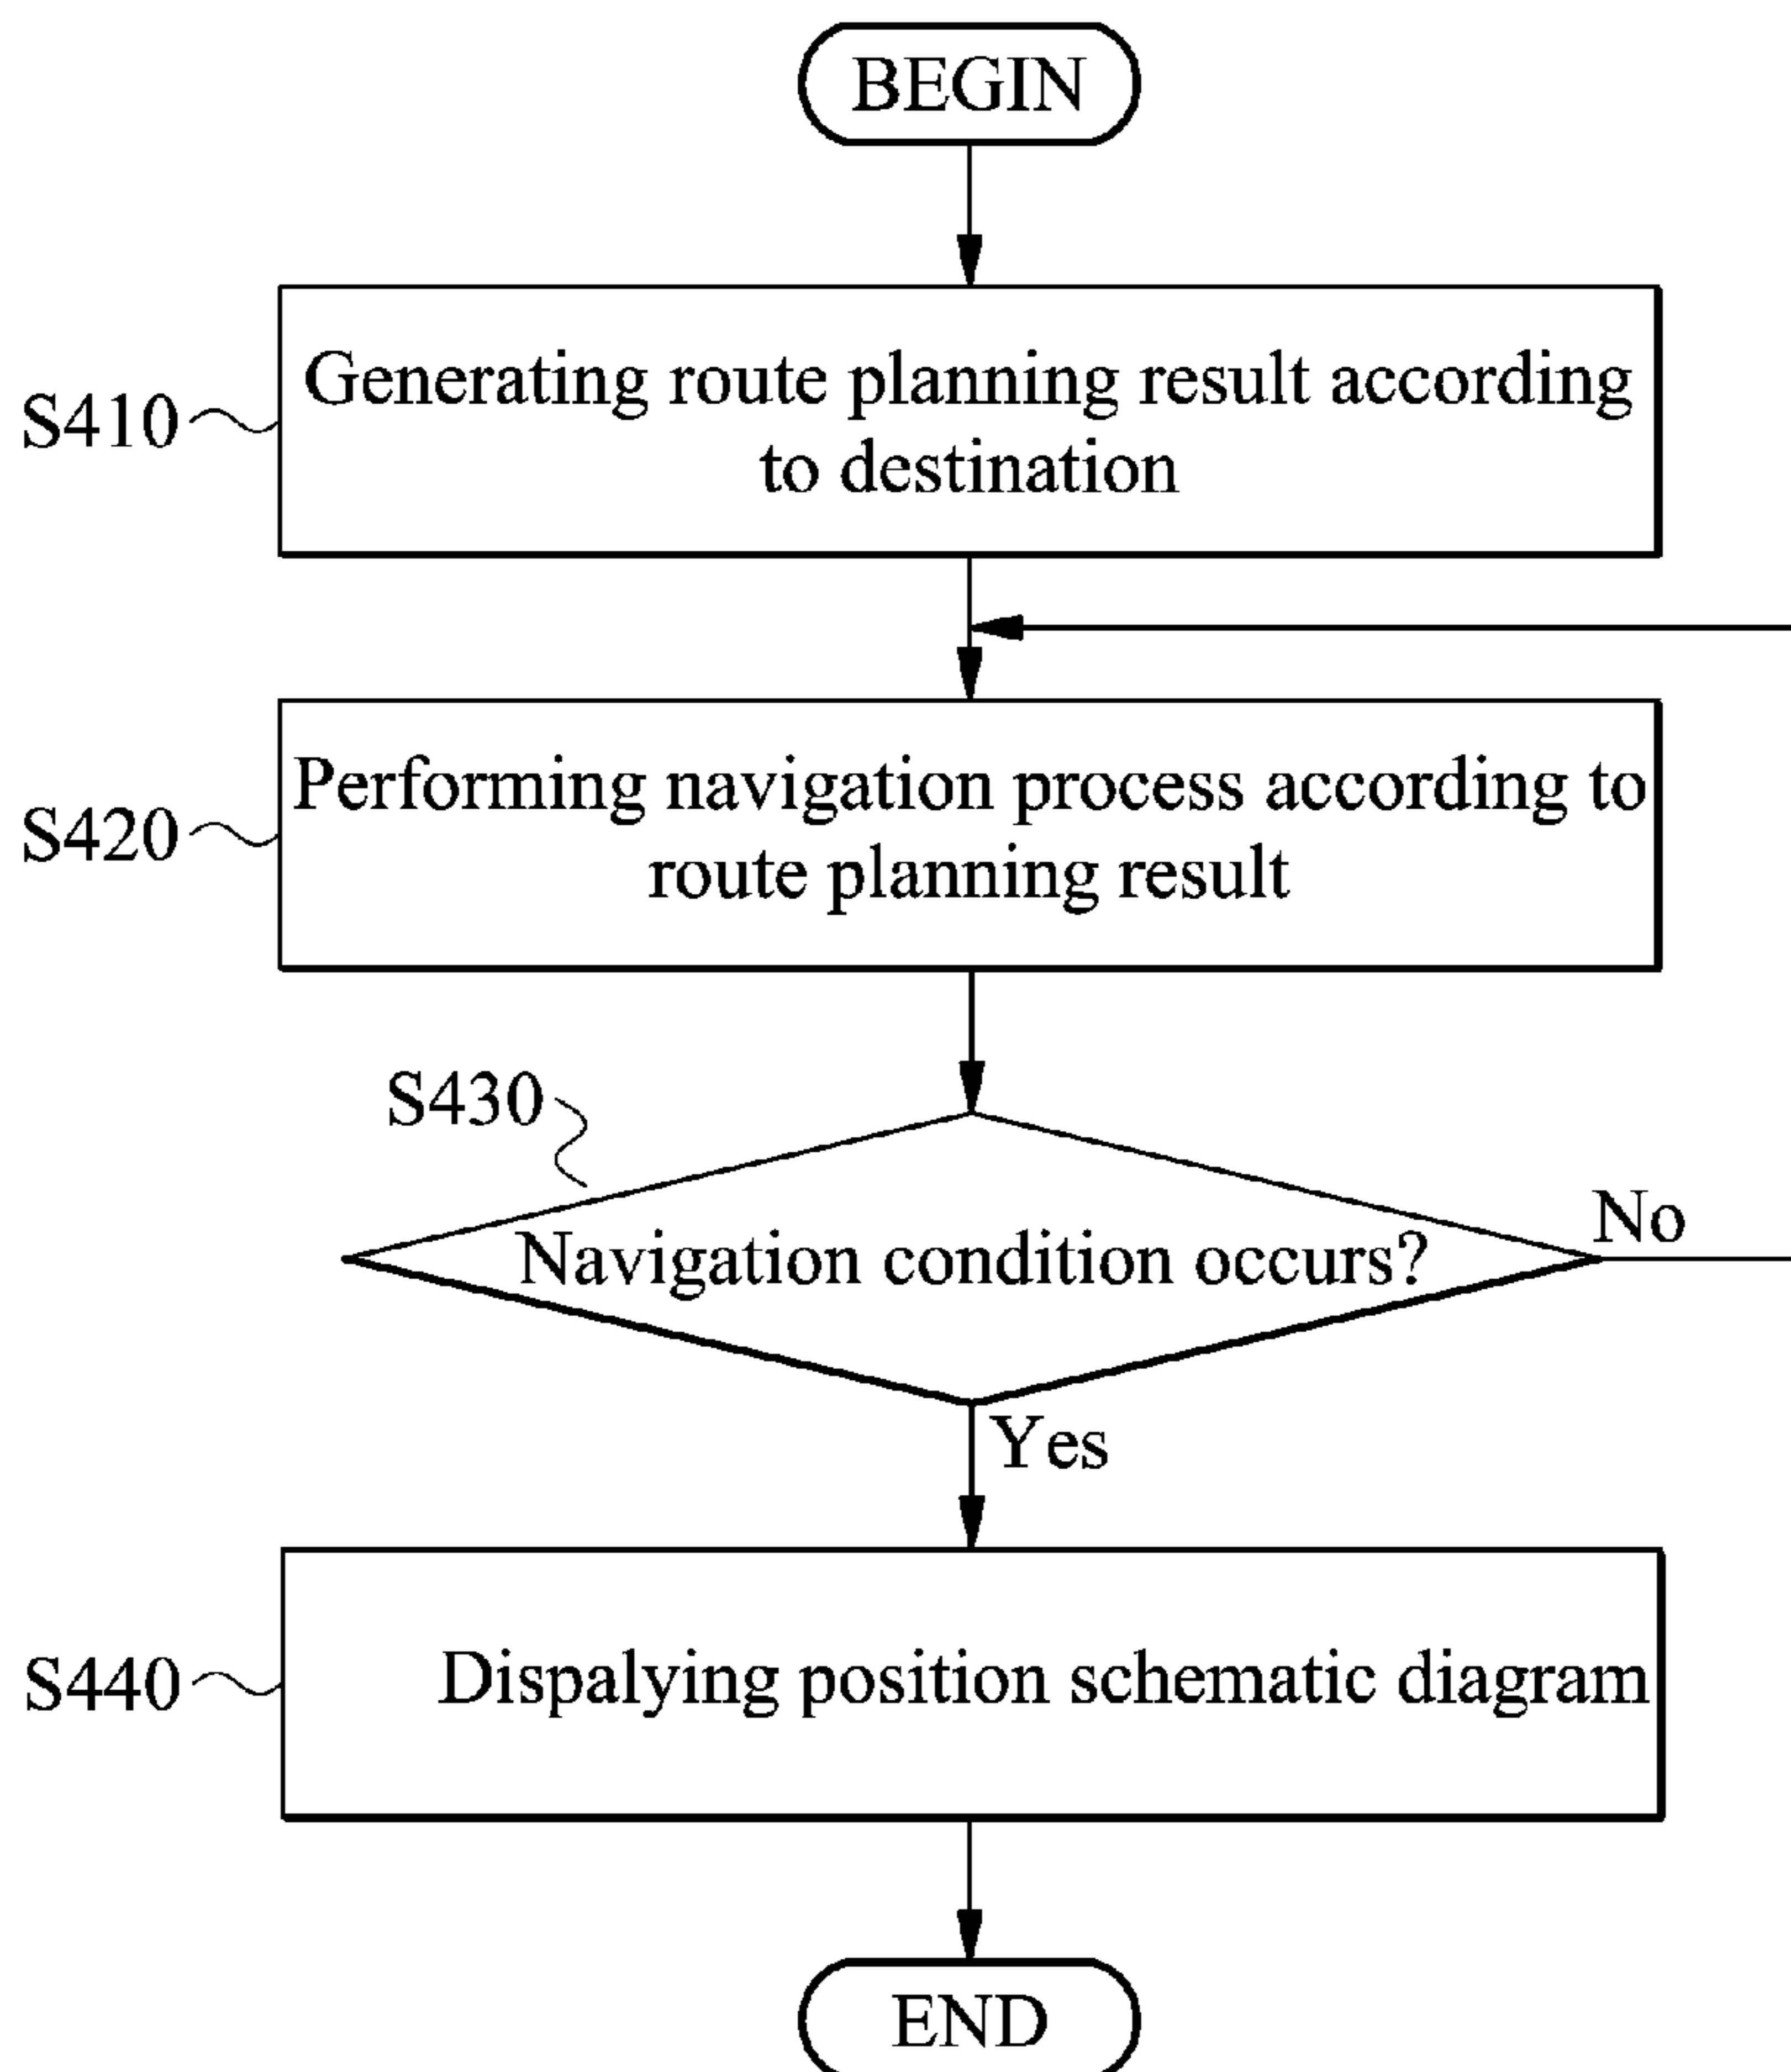 BEGIN
S410
Generating route planning result according
to destination
S420
Performing navigation process according to
route planning result
S430
Navigation condition occurs?
No
Yes
S440
Dispalying position schematic diagram
END